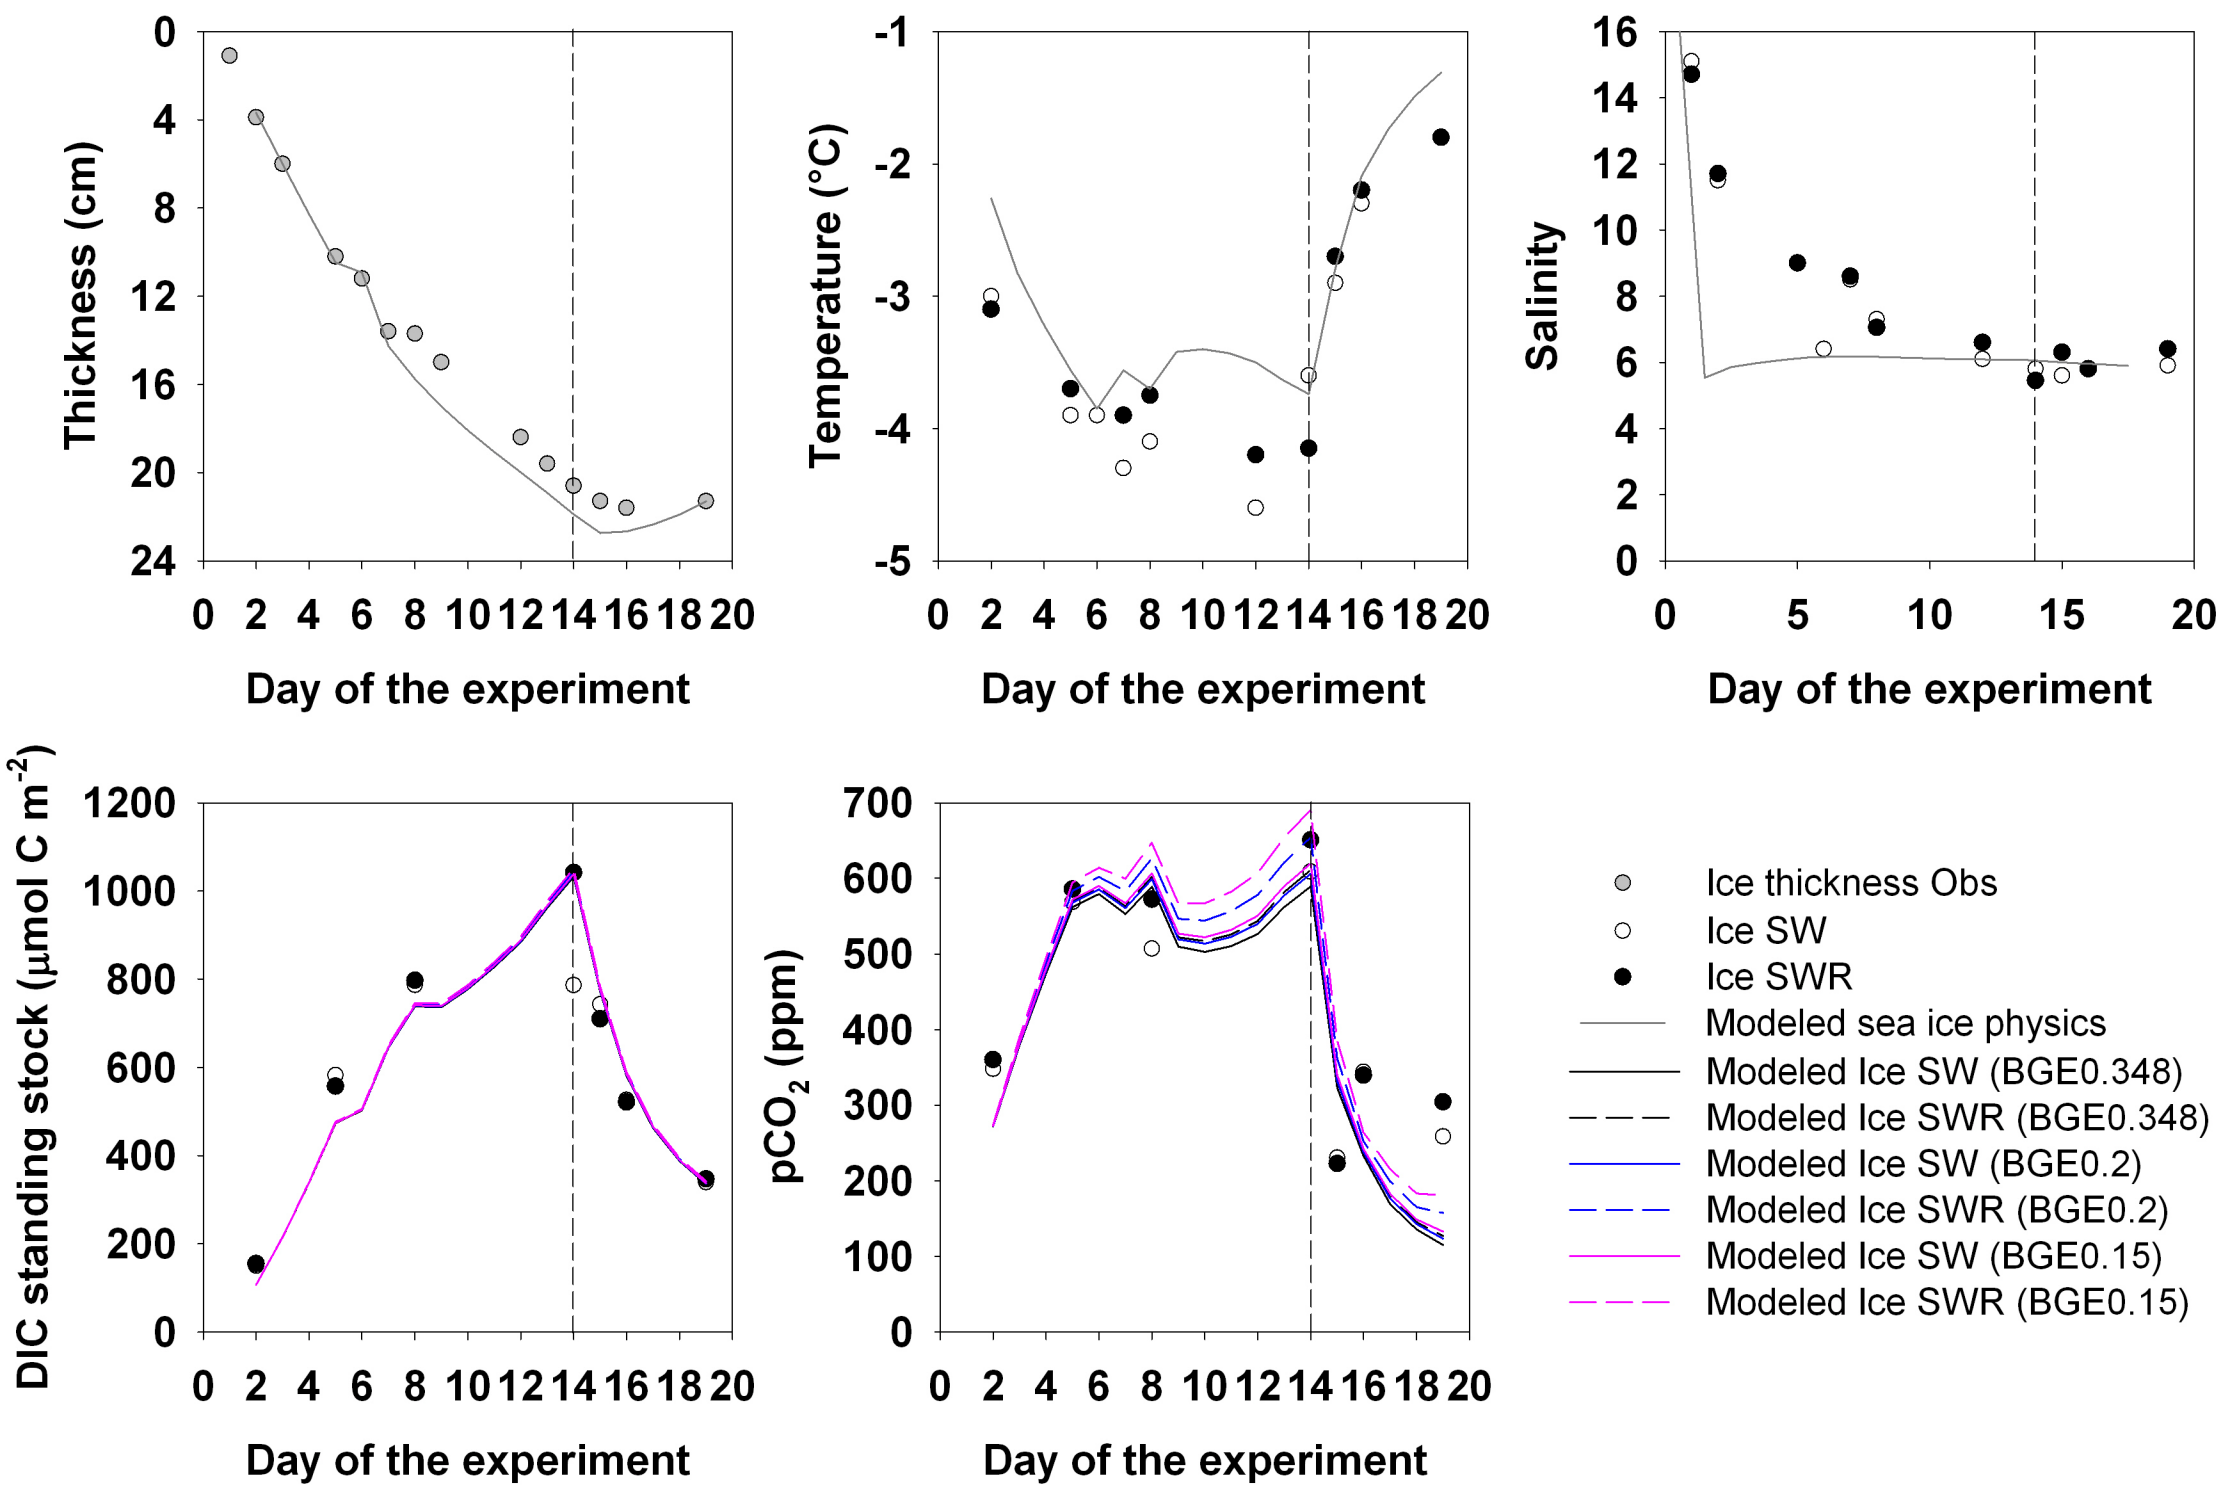 Thickness (cm)
0
4
8
12
16
20
24
0 2 4 6 8 10 12 14 16 18 20
Day of the experiment
Temperature (°C)
-1
-2
-3
-4
-5
0 2 4 6 8 10 12 14 16 18 20
Day of the experiment
Salinity
16
14
12
10
8
6
4
2
0
0 5 10 15 20
Day of the experiment
DIC standing stock (µmol C m-2)
1200
1000
800
600
400
200
0
0 2 4 6 8 10 12 14 16 18 20
Day of the experiment
pCO2 (ppm)
700
600
500
400
300
200
100
0
0 2 4 6 8 10 12 14 16 18 20
Day of the experiment
Ice thickness Obs
Ice SW
Ice SWR
Modeled sea ice physics
Modeled Ice SW (BGE0.348)
Modeled Ice SWR (BGE0.348)
Modeled Ice SW (BGE0.2)
Modeled Ice SWR (BGE0.2)
Modeled Ice SW (BGE0.15)
Modeled Ice SWR (BGE0.15)